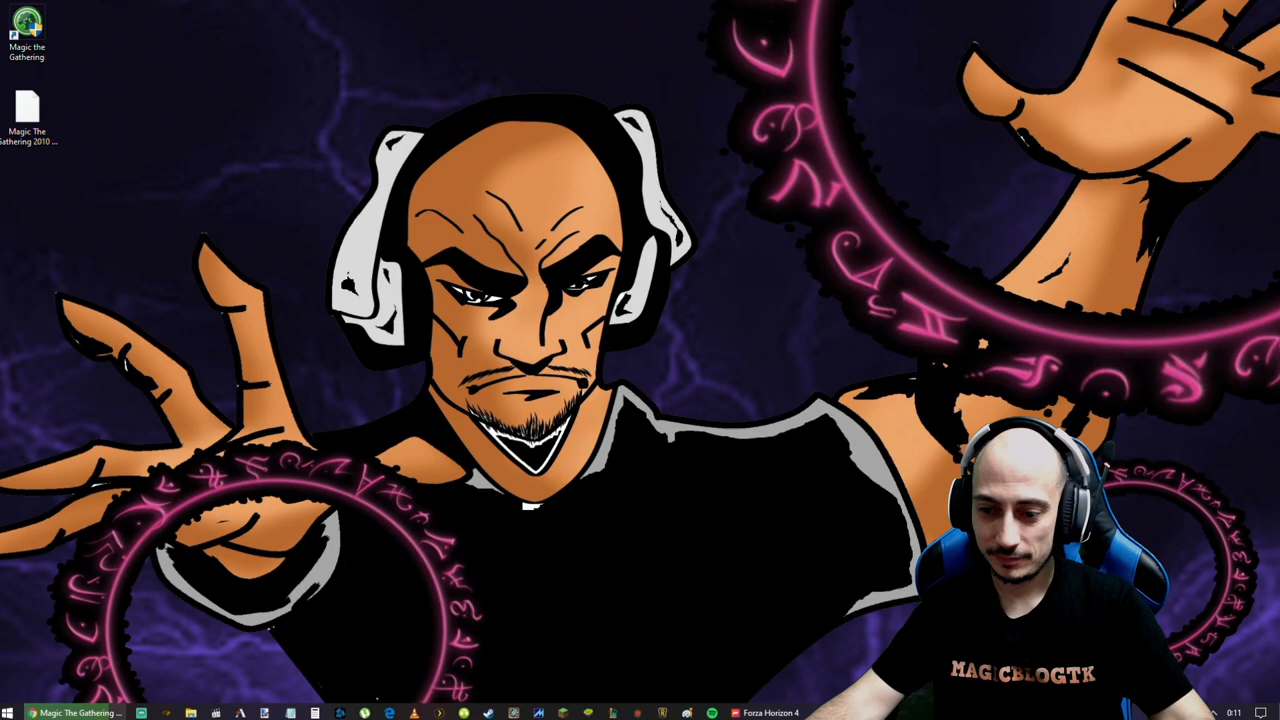 Magic the
Gathering
Magic The
Gathering 2010 ...
MAGICBLOGTK
Magic The Gathering ...
Forza Horizon 4
0:11